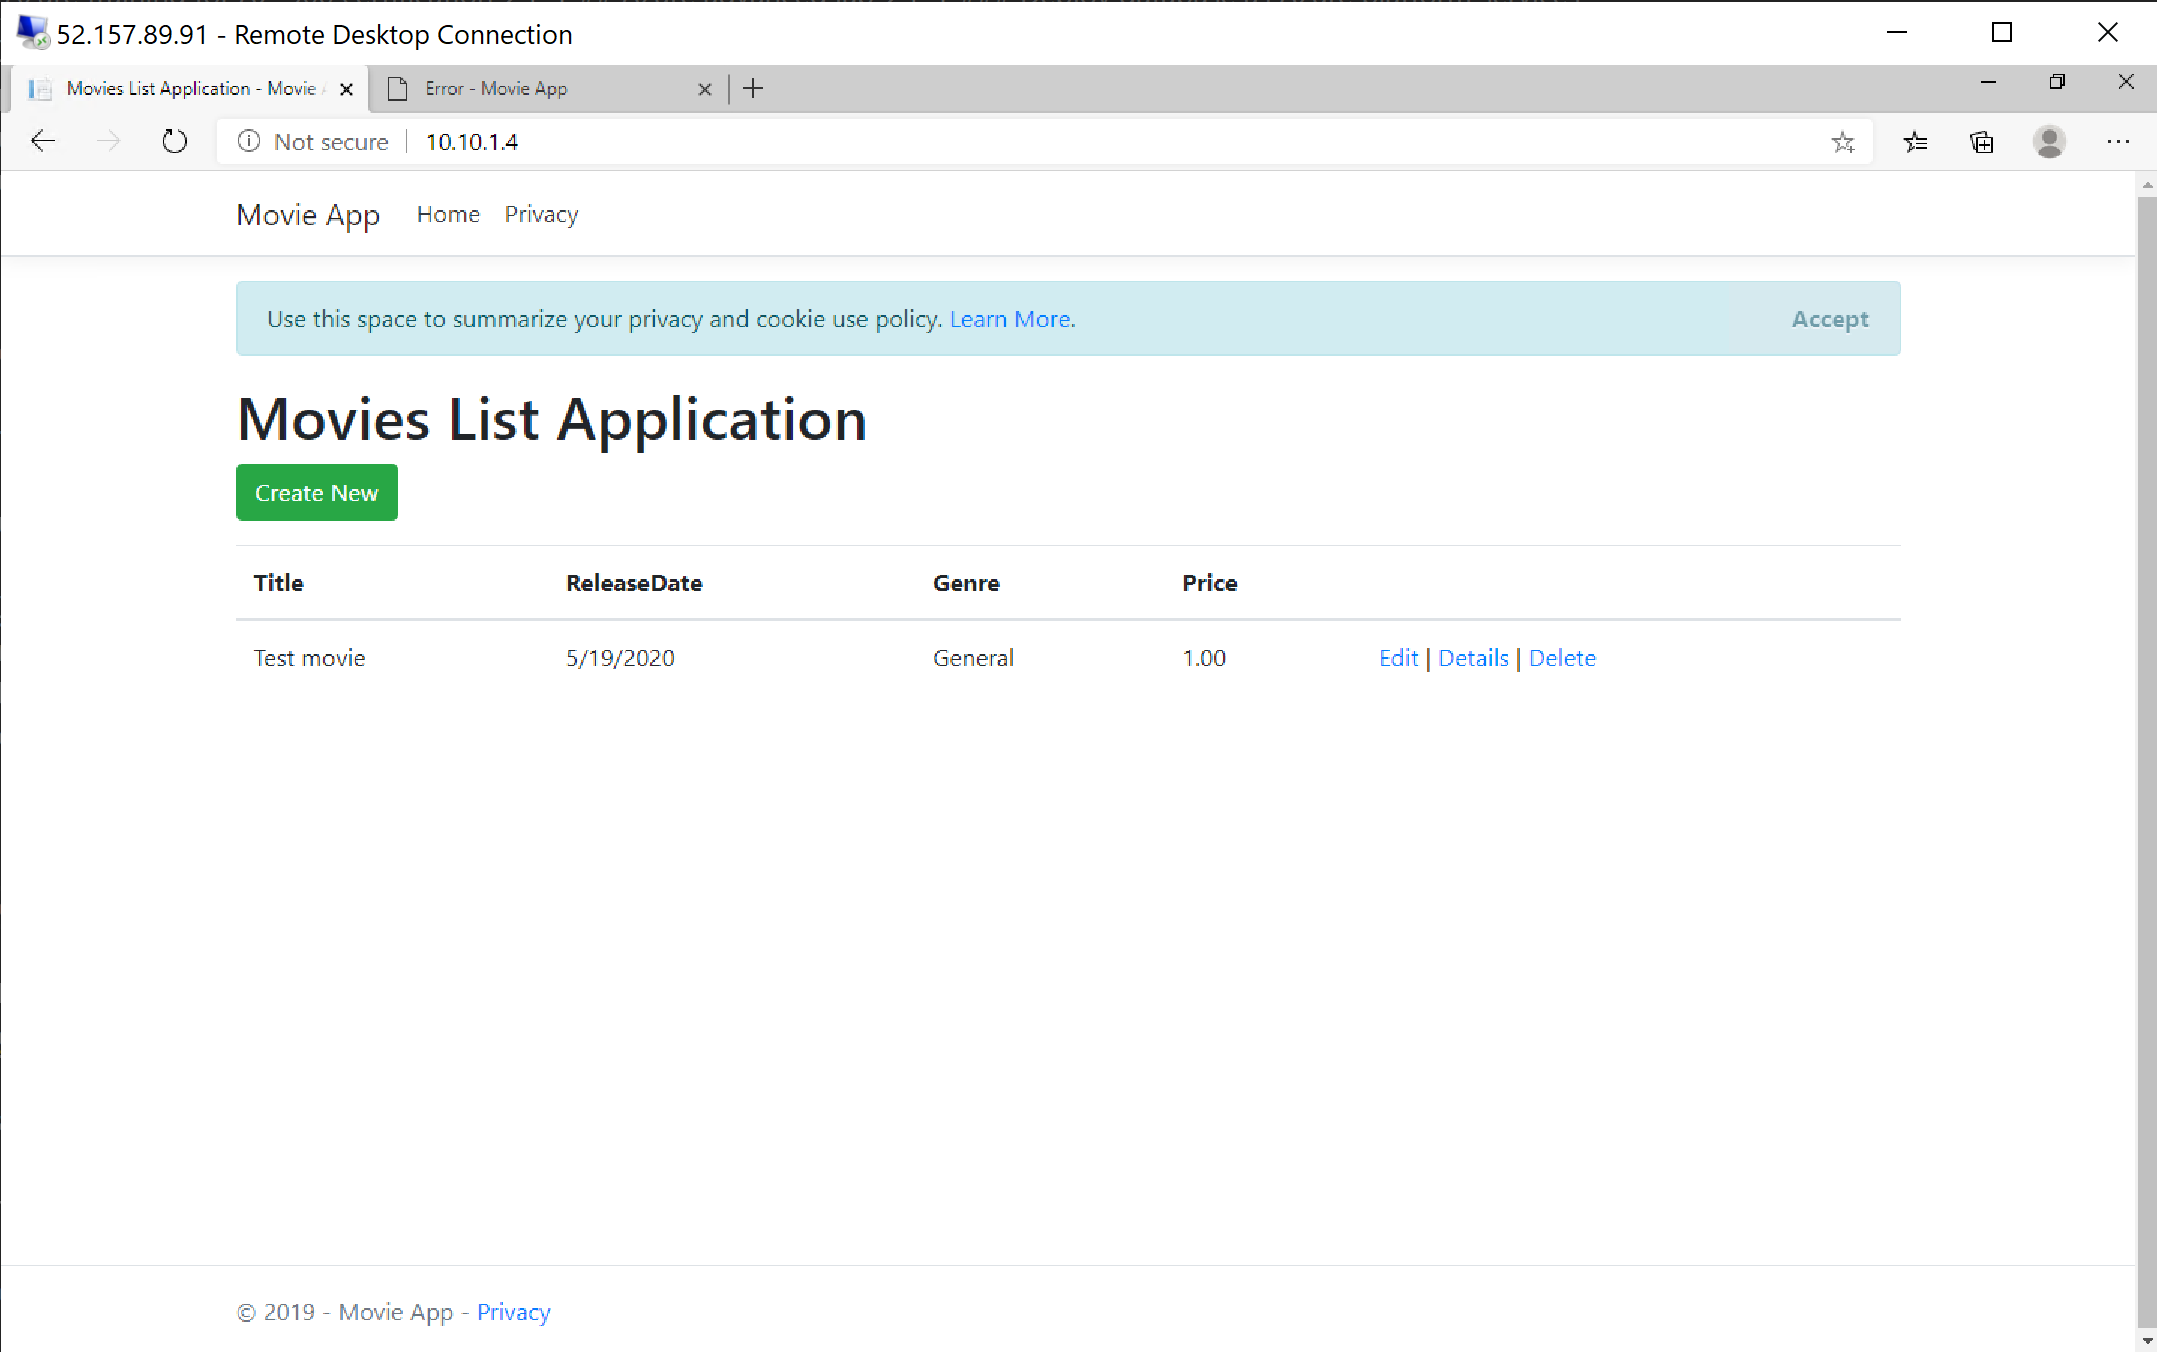 52.157.89.91 - Remote Desktop Connection
Movies List Application - Movie
Error - Movie App
Not secure
10.10.1.4
Movie App Home Privacy
Use this space to summarize your privacy and cookie use policy. Learn More. Accept
Movies List Application
Create New
Title ReleaseDate Genre Price
Test movie 5/19/2020 General 1.00 Edit | Details | Delete
© 2019 - Movie App - Privacy